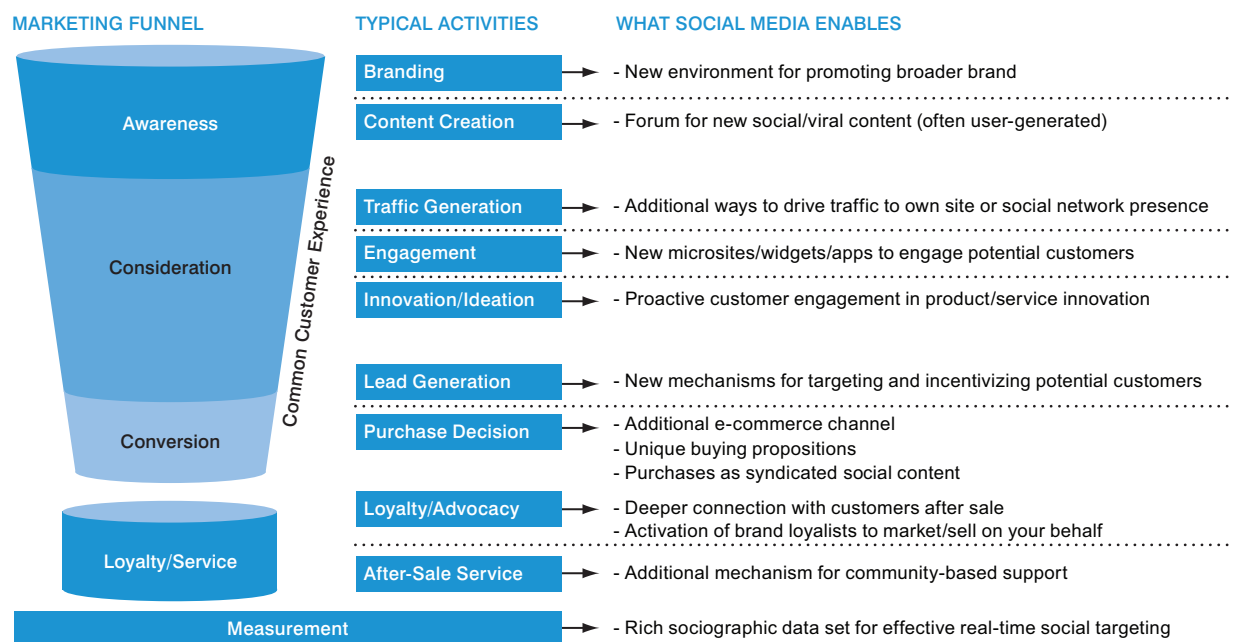 MARKETING FUNNEL
TYPICAL ACTIVITIES
WHAT SOCIAL MEDIA ENABLES
Awareness
Consideration
Conversion
Common Customer Experience
Loyalty/Service
Branding
- New environment for promoting broader brand
Content Creation
- Forum for new social/viral content (often user-generated)
Traffic Generation
- Additional ways to drive traffic to own site or social network presence
Engagement
- New microsites/widgets/apps to engage potential customers
Innovation/Ideation
- Proactive customer engagement in product/service innovation
Lead Generation
- New mechanisms for targeting and incentivizing potential customers
Purchase Decision
- Additional e-commerce channel
- Unique buying propositions
- Purchases as syndicated social content
Loyalty/Advocacy
- Deeper connection with customers after sale
- Activation of brand loyalists to market/sell on your behalf
After-Sale Service
- Additional mechanism for community-based support
Measurement
- Rich sociographic data set for effective real-time social targeting